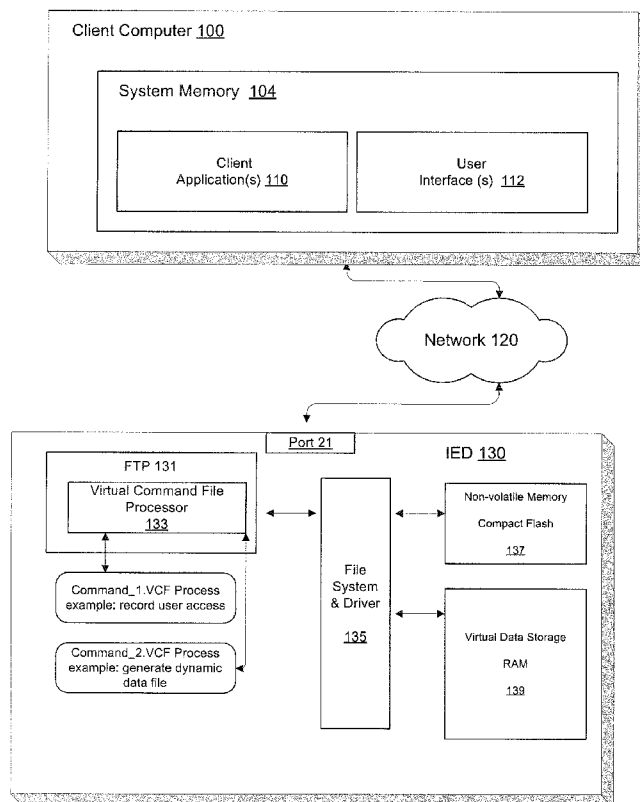 Client Computer 100
System Memory 104
Client
Application(s) 110
User
Interface (s) 112
Network 120
Port 21
IED 130
FTP 131
Virtual Command File
Processor
133
Command_1.VCF Process
example: record user access
Command_2.VCF Process
example: generate dynamic
data file
File
System
& Driver
135
Non-volatile Memory
Compact Flash
137
Virtual Data Storage
RAM
139